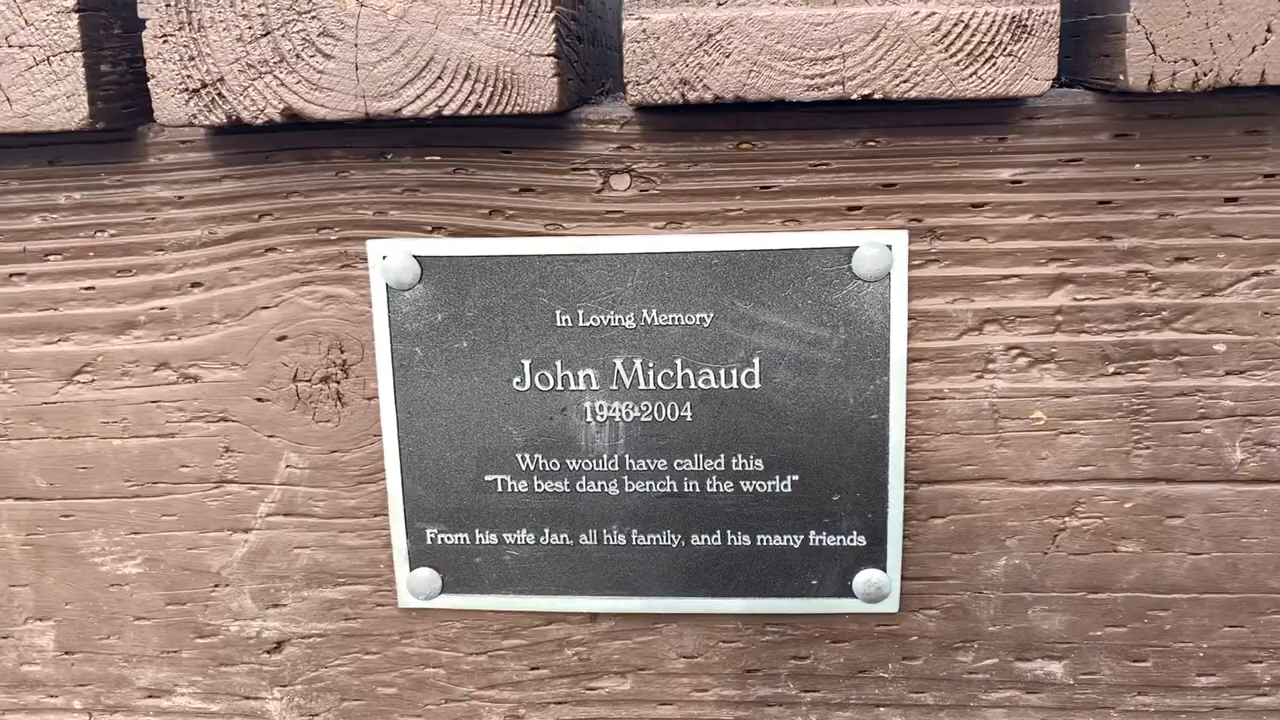 In Loving Memory
John Michaud
1946-2004
Who would have called this
“The best dang bench in the world”
From his wife Jan, all his family, and his many friends